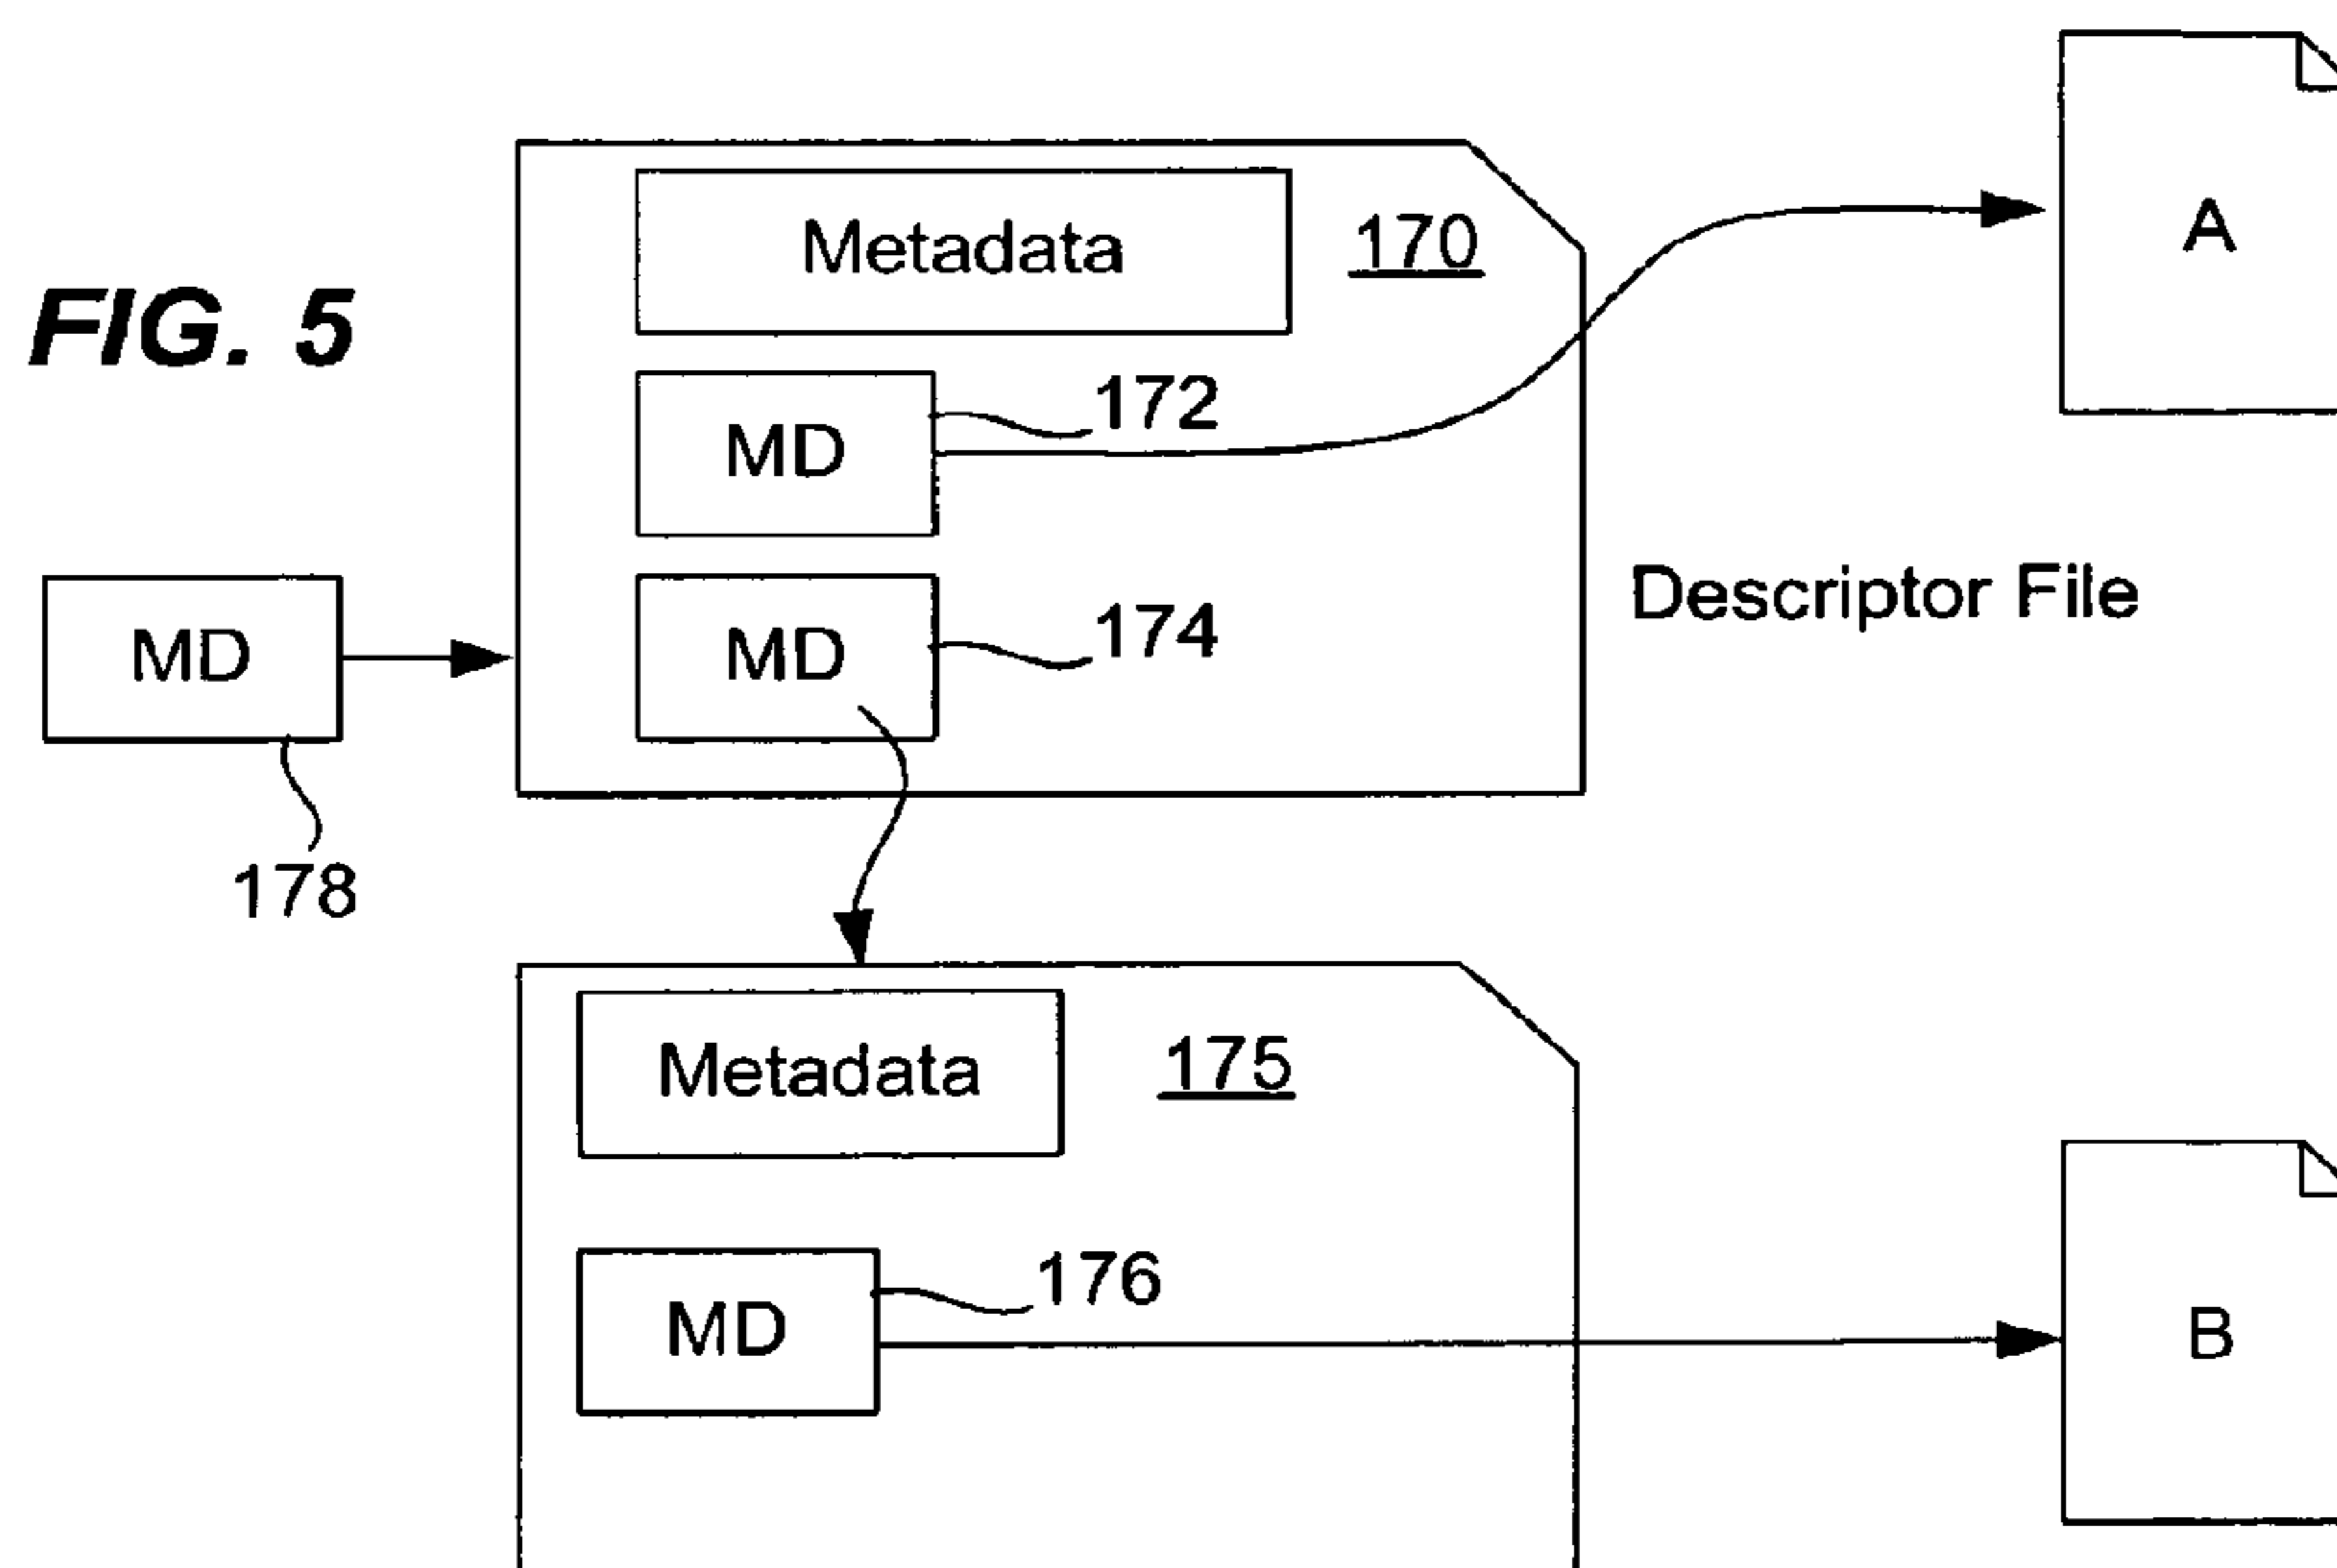 FIG. 5
Metadata
170
A
MD
172
MD
174
Descriptor File
MD
178
Metadata
175
MD
176
B